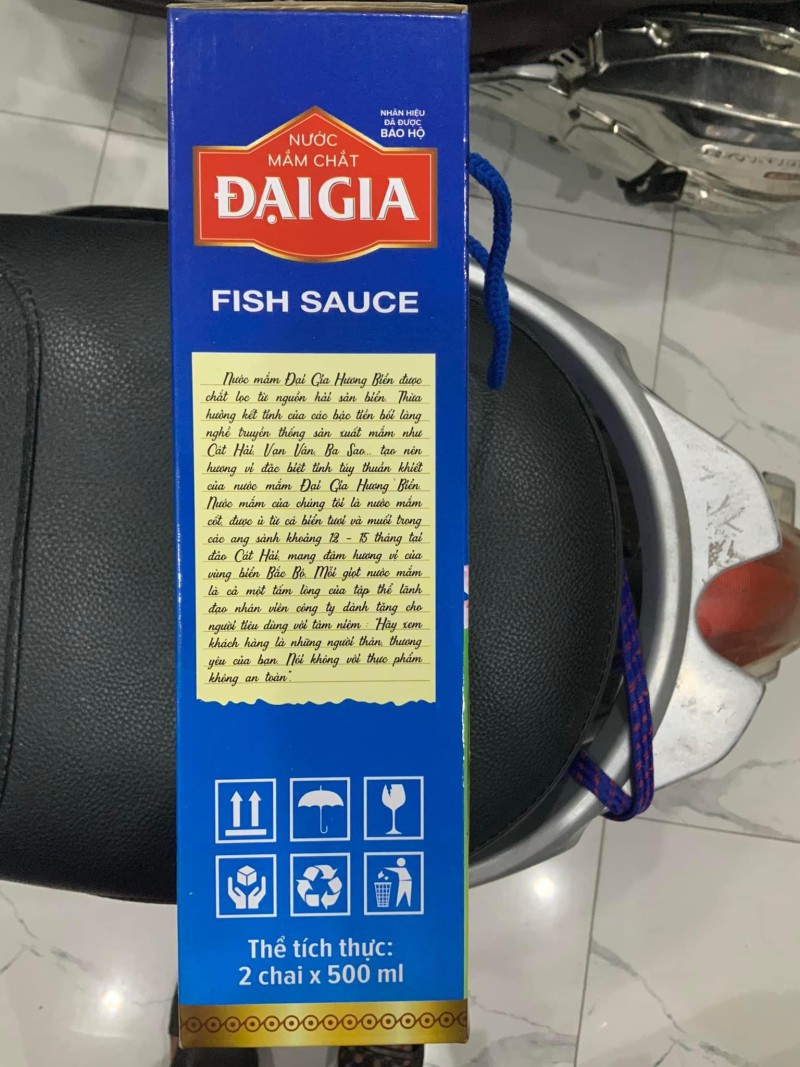 NHÃN HIỆU
ĐÃ ĐƯỢC
BẢO HỘ
NƯỚC
MẮM CHẮT
ĐẠI GIA
FISH SAUCE
Nước mắm Đại Gia Hương Biển được
chắt lọc từ nguồn hải sản biển. Thừa
hưởng kết tinh của các bậc tiền bối làng
nghề truyền thống sản xuất mắm như
Cát Hải, Vạn Vân, Ba Sao... tạo nên
hương vị đặc biệt tinh túy thuần khiết
của nước mắm Đại Gia Hương Biển.
Nước mắm của chúng tôi là nước mắm
cốt, được ủ từ cá biển tươi và muối trong
các ang sành khoảng 12 - 15 tháng tại
đảo Cát Hải, mang đậm hương vị của
vùng biển Bắc Bộ. Mỗi giọt nước mắm
là cả một tấm lòng của tập thể lãnh
đạo nhân viên công ty dành tặng cho
người tiêu dùng với tâm niệm : "Hãy xem
khách hàng là những người thân, thương
yêu của bạn. Nói không với thực phẩm
không an toàn".
Thể tích thực:
2 chai x 500 ml